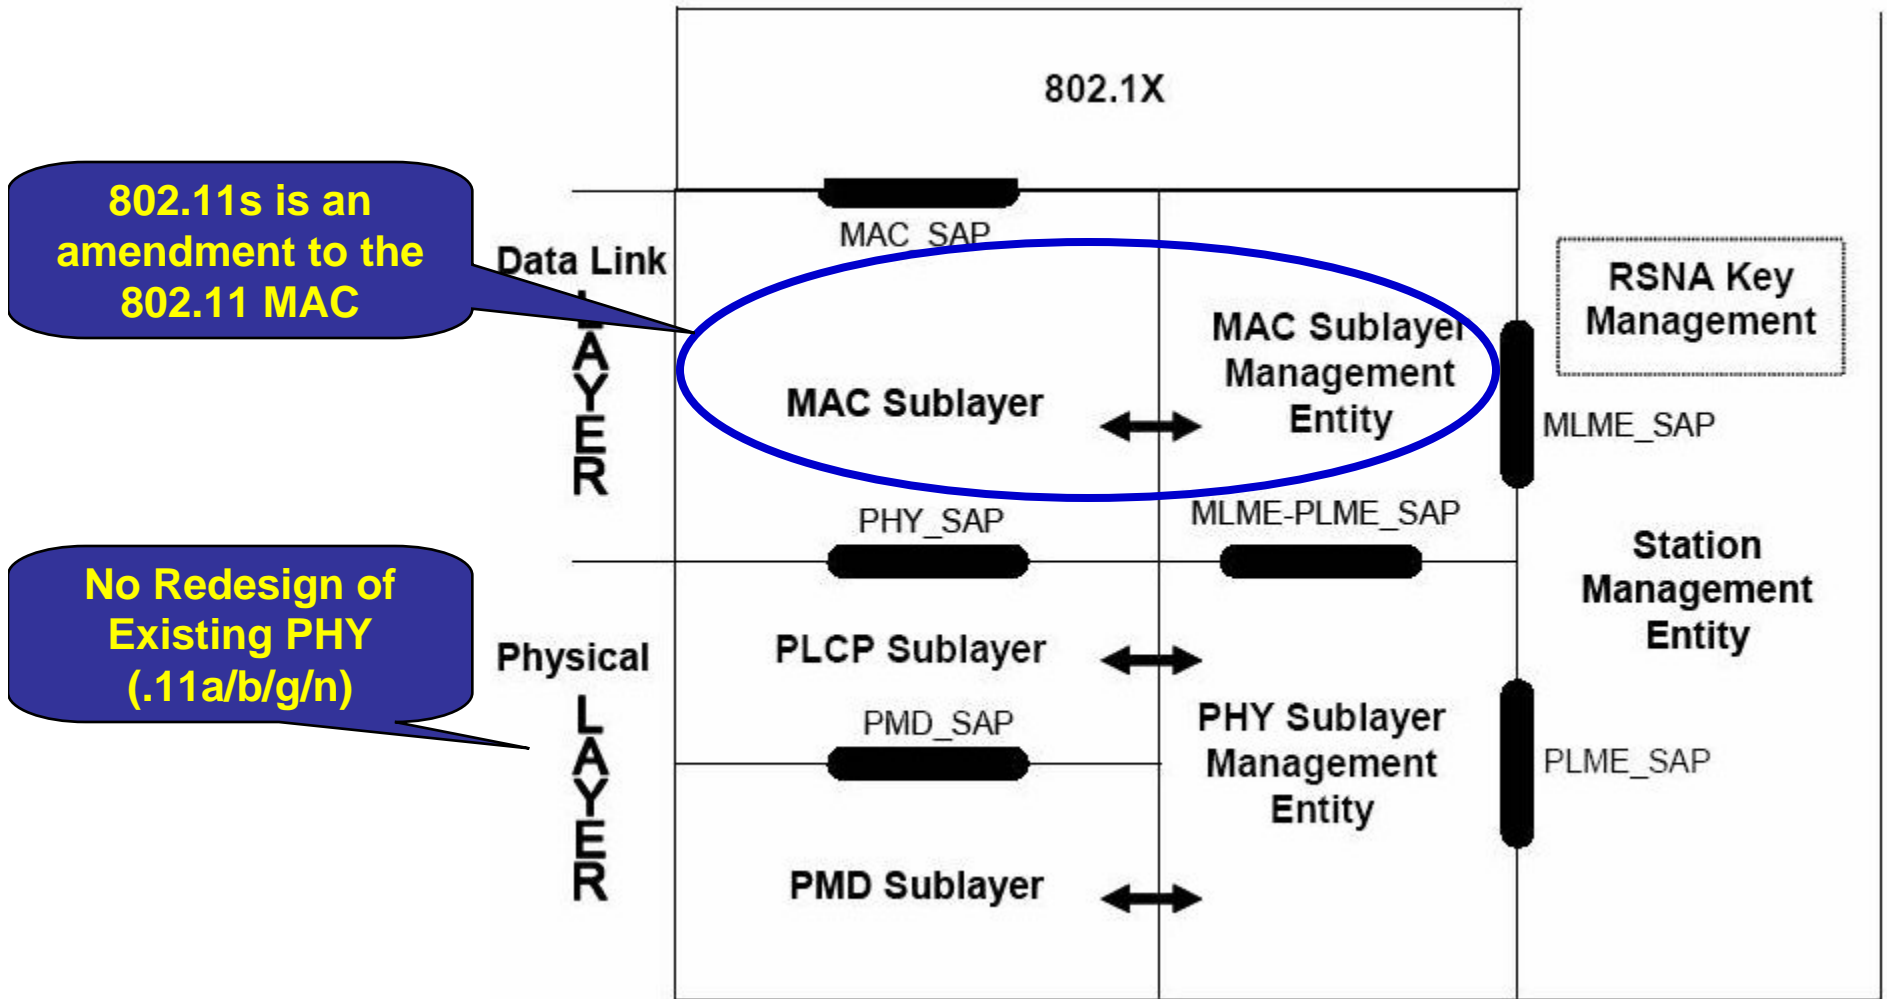 802.1X
802.11s is an
amendment to the
802.11 MAC
Data Link
LAYER
MAC_SAP
MAC Sublayer
MAC Sublayer
Management
Entity
RSNA Key
Management
MLME_SAP
PHY_SAP
MLME-PLME_SAP
Station
Management
Entity
No Redesign of
Existing PHY
(.11a/b/g/n)
Physical
LAYER
PLCP Sublayer
PMD_SAP
PHY Sublayer
Management
Entity
PLME_SAP
PMD Sublayer